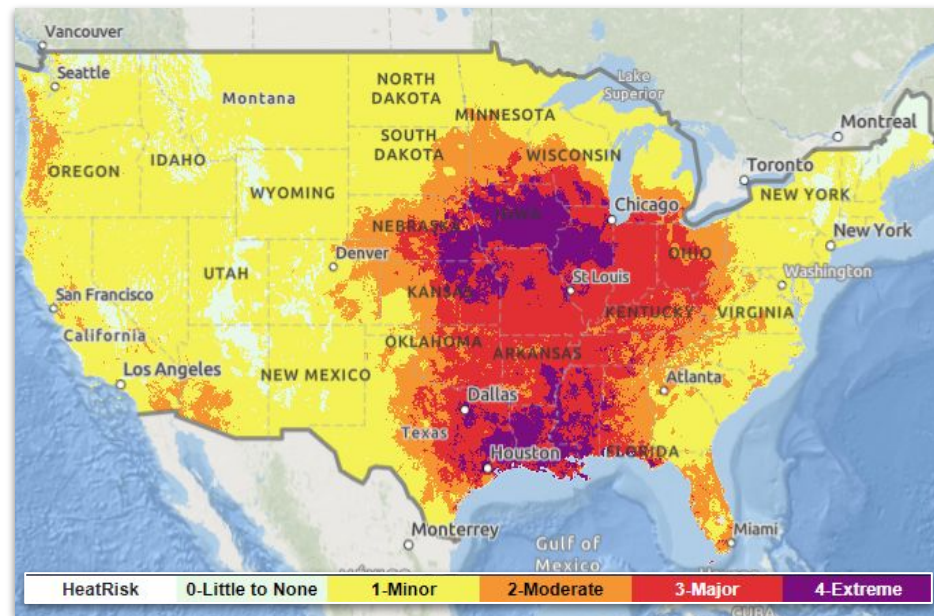 Vancouver
Seattle
Montana
NORTH
DAKOTA
MINNESOTA
Lake
Superior
Montreal
SOUTH
DAKOTA
WISCONSIN
Toronto
OREGON
IDAHO
WYOMING
NEW YORK
Chicago
NEBRASKA
IOWA
New York
Denver
OHIO
UTAH
St Louis
Washington
San Francisco
KANSAS
KENTUCKY
VIRGINIA
California
OKLAHOMA
ARKANSAS
Los Angeles
NEW MEXICO
Atlanta
Dallas
Texas
Houston
FLORIDA
Monterrey
Miami
Gulf of
Mexico
HeatRisk 0-Little to None 1-Minor 2-Moderate 3-Major 4-Extreme
CUBA